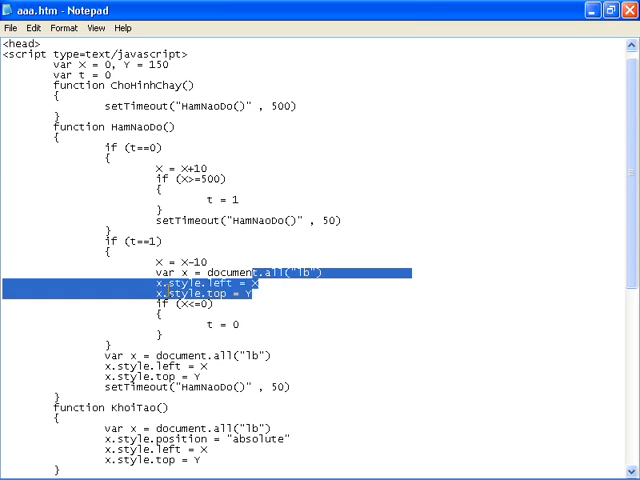 aaa.htm - Notepad
File Edit Format View Help
<head>
<script type=text/javascript>
var X = 0, Y = 150
var t = 0
function ChoHinhChay()
{
setTimeout("HamNaoDo()" , 500)
}
function HamNaoDo()
{
if (t==0)
{
X = X+10
if (X>=500)
{
t = 1
}
setTimeout("HamNaoDo()" , 50)
}
if (t==1)
{
X = X-10
var x = document.all("lb")
x.style.left = X
x.style.top = Y
if (X<=0)
{
t = 0
}
}
var x = document.all("lb")
x.style.left = X
x.style.top = Y
setTimeout("HamNaoDo()" , 50)
}
function KhoiTao()
{
var x = document.all("lb")
x.style.position = "absolute"
x.style.left = X
x.style.top = Y
}